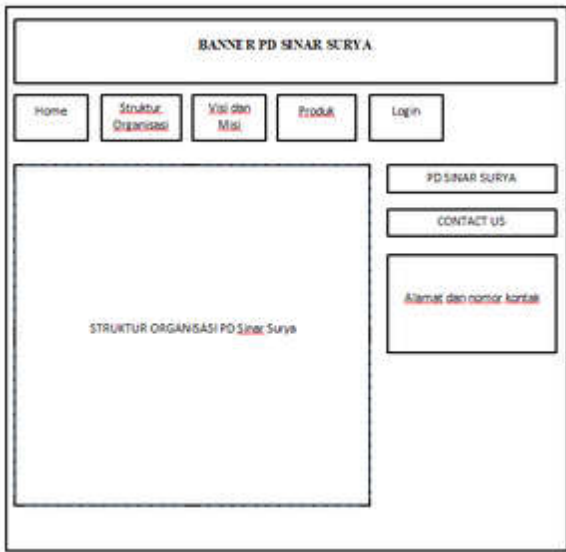 BANNER PD SINAR SURYA
Home
Struktur
Organisasi
Visi dan
Misi
Produk
Login
PD SINAR SURYA
CONTACT US
Alamat dan nomor kontak
STRUKTUR ORGANISASI PD Sinar Surya